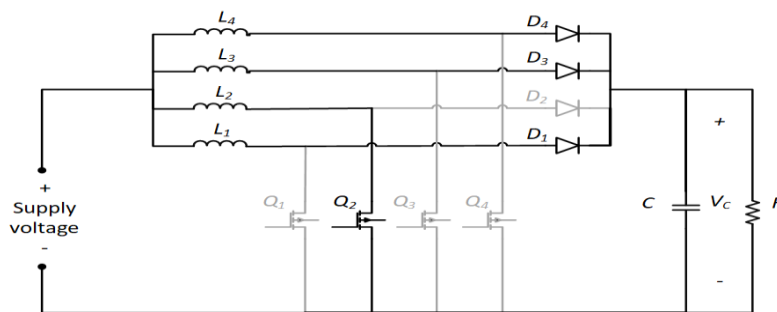 L4
D4
L3
D3
L2
D2
L1
D1
+
Supply
voltage
-
Q1
Q2
Q3
Q4
C
+
VC
-